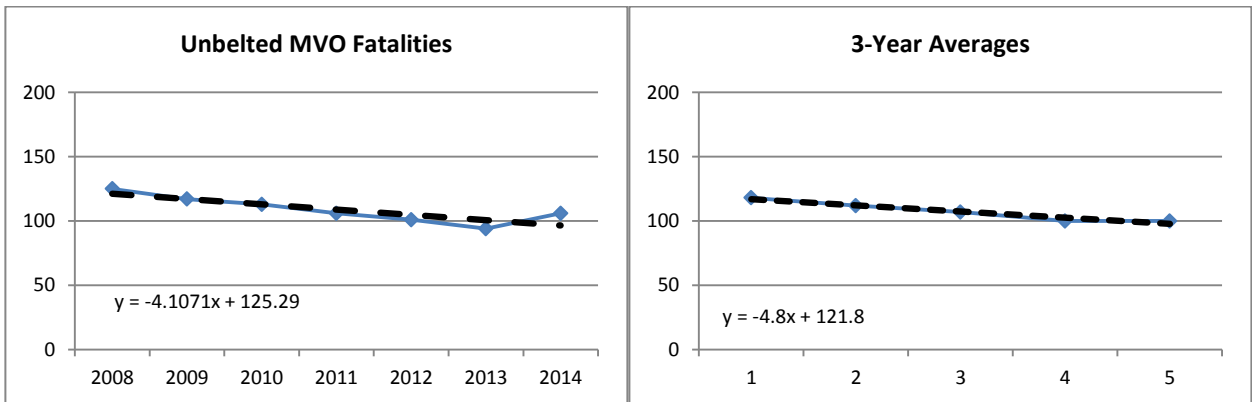 Unbelted MVO Fatalities
200
150
100
50
0
y = -4.1071x + 125.29
2008 2009 2010 2011 2012 2013 2014
3-Year Averages
200
150
100
50
0
y = -4.8x + 121.8
1 2 3 4 5